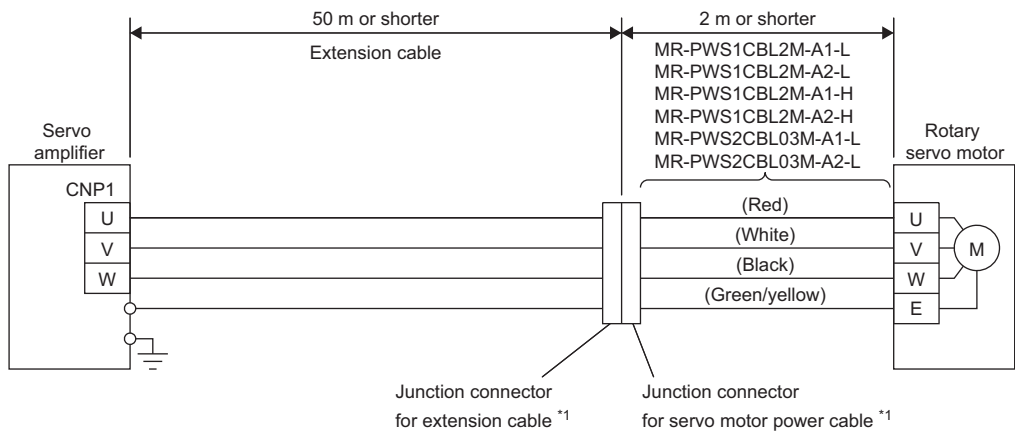 50 m or shorter
2 m or shorter
Extension cable
MR-PWS1CBL2M-A1-L
MR-PWS1CBL2M-A2-L
MR-PWS1CBL2M-A1-H
MR-PWS1CBL2M-A2-H
MR-PWS2CBL03M-A1-L
MR-PWS2CBL03M-A2-L
Servo
amplifier
Rotary
servo motor
CNP1
U
(Red)
U
V
(White)
V
M
W
(Black)
W
(Green/yellow)
E
Junction connector
for extension cable *1
Junction connector
for servo motor power cable *1